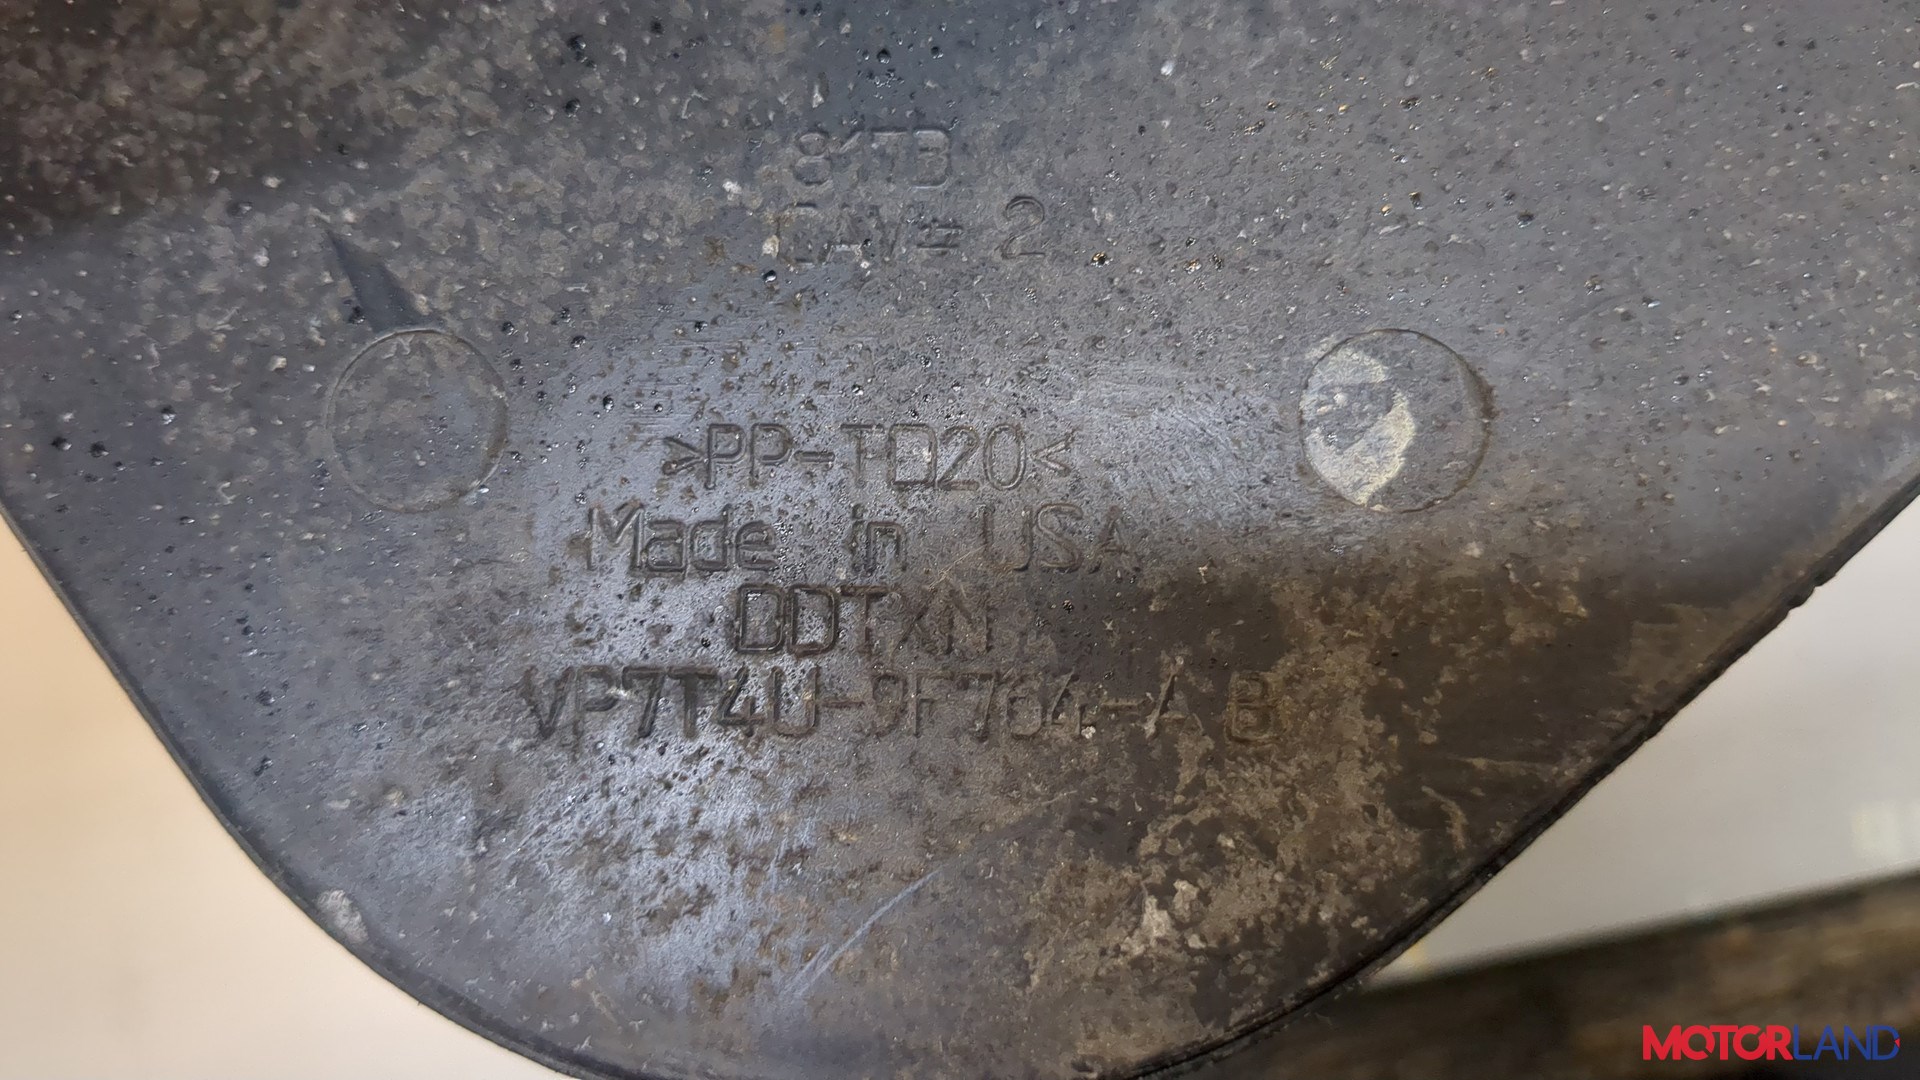 81TB
CAV# 2
>PP-TD20<
Made in USA
DDTXN
VP7T4U-9F764-AB
MOTORLAND